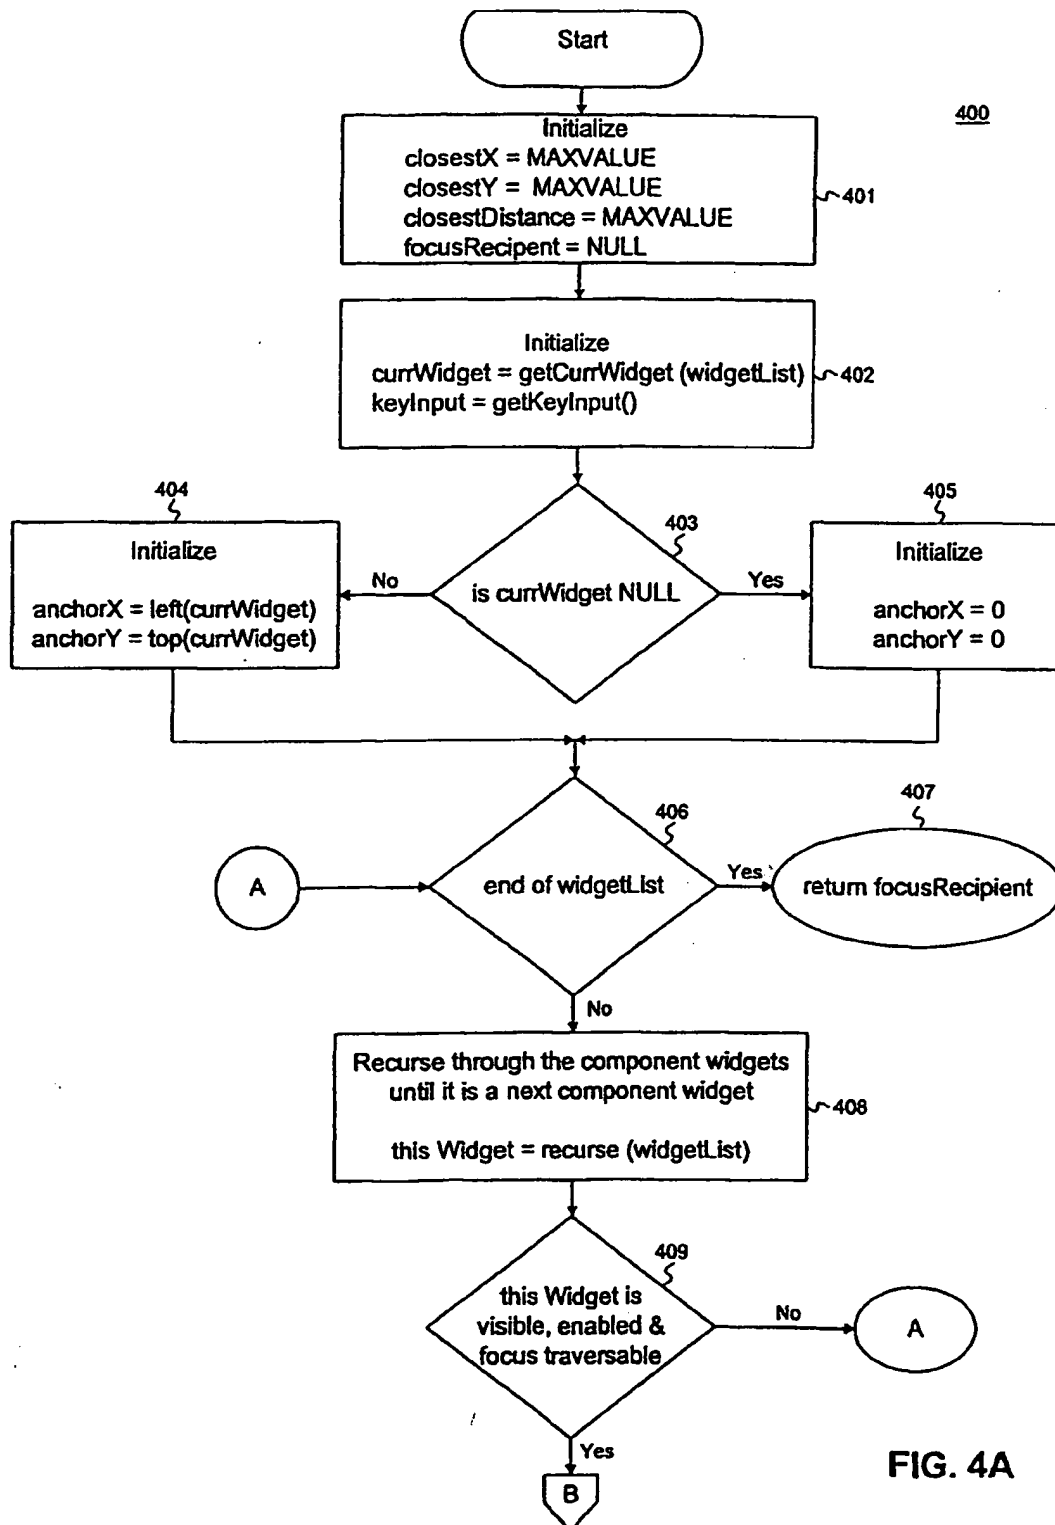 Start
400
Initialize
closestX = MAXVALUE
closestY = MAXVALUE
closestDistance = MAXVALUE
focusRecipent = NULL
401
Initialize
currWidget = getCurrWidget (widgetList)
keyInput = getKeyInput()
402
404
Initialize
anchorX = left(currWidget)
anchorY = top(currWidget)
No
is currWidget NULL
403
Yes
405
Initialize
anchorX = 0
anchorY = 0
A
end of widgetList
406
Yes
407
return focusRecipient
No
Recurse through the component widgets
until it is a next component widget
this Widget = recurse (widgetList)
408
409
this Widget is
visible, enabled &
focus traversable
No
A
Yes
B
FIG. 4A